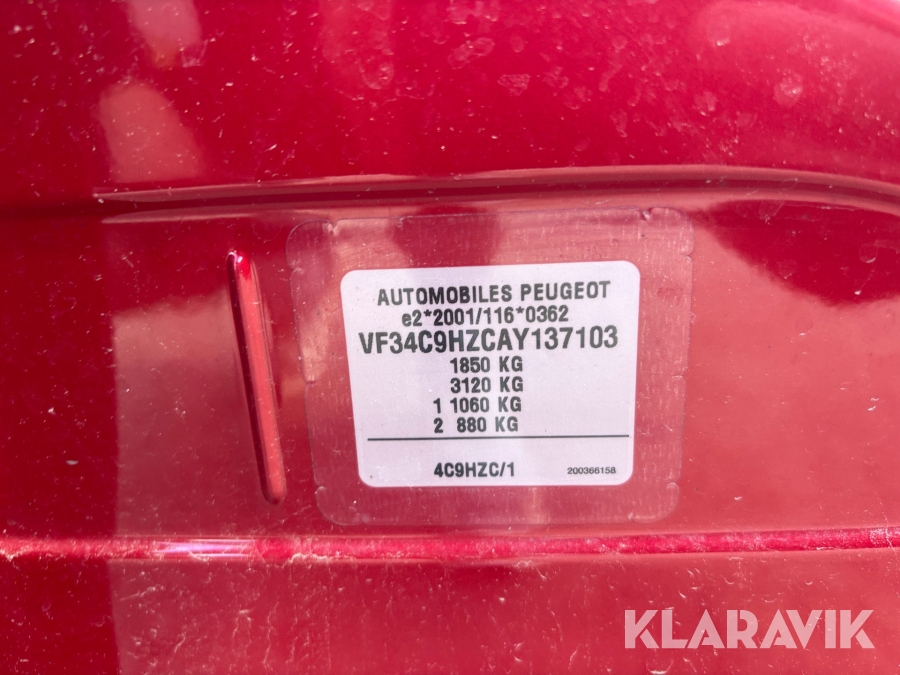 AUTOMOBILES PEUGEOT
e2*2001/116*0362
VF34C9HZCAY137103
1850 KG
3120 KG
1 1060 KG
2 880 KG
4C9HZC/1 200366158
KLARAVIK